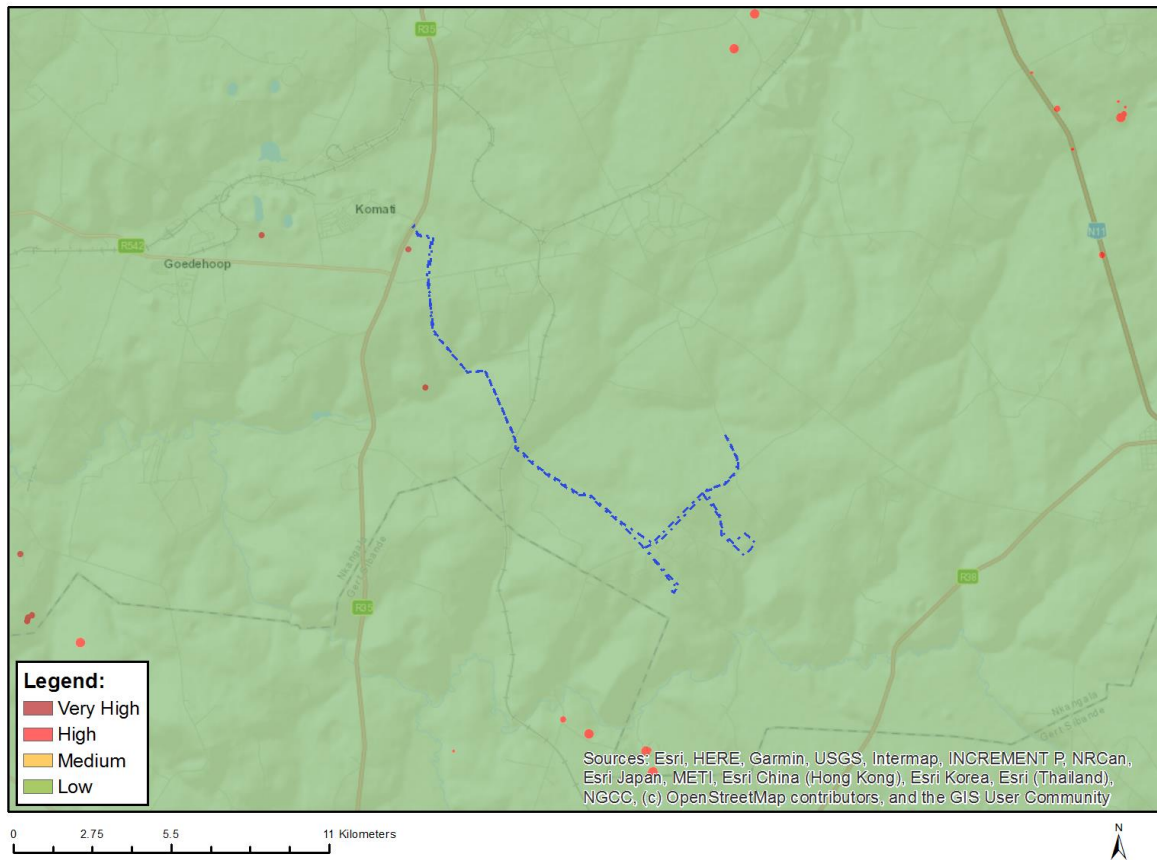 R35
Komati
R542
Goedehoop
N11
Nkangala
Gert Sibande
R35
R38
Nkangala
Gert Sibande
Legend:
Very High
High
Medium
Low
Sources: Esri, HERE, Garmin, USGS, Intermap, INCREMENT P, NRCan,
Esri Japan, METI, Esri China (Hong Kong), Esri Korea, Esri (Thailand),
NGCC, (c) OpenStreetMap contributors, and the GIS User Community
0 2.75 5.5 11 Kilometers
N